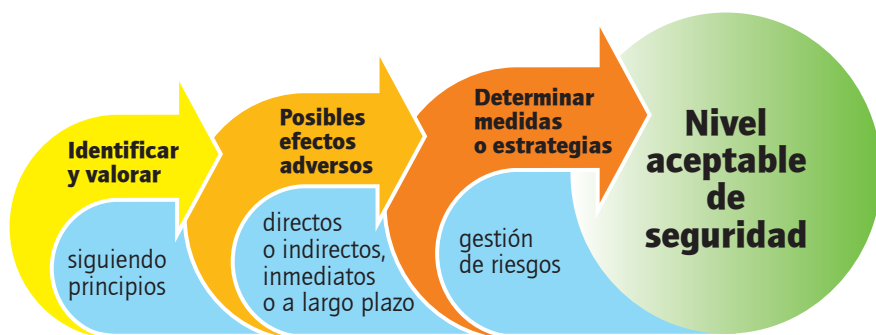 Identificar
y valorar
siguiendo
principios
Posibles
efectos
adversos
directos
o indirectos,
inmediatos
o a largo plazo
Determinar
medidas
o estrategias
gestión
de riesgos
Nivel
aceptable
de
seguridad